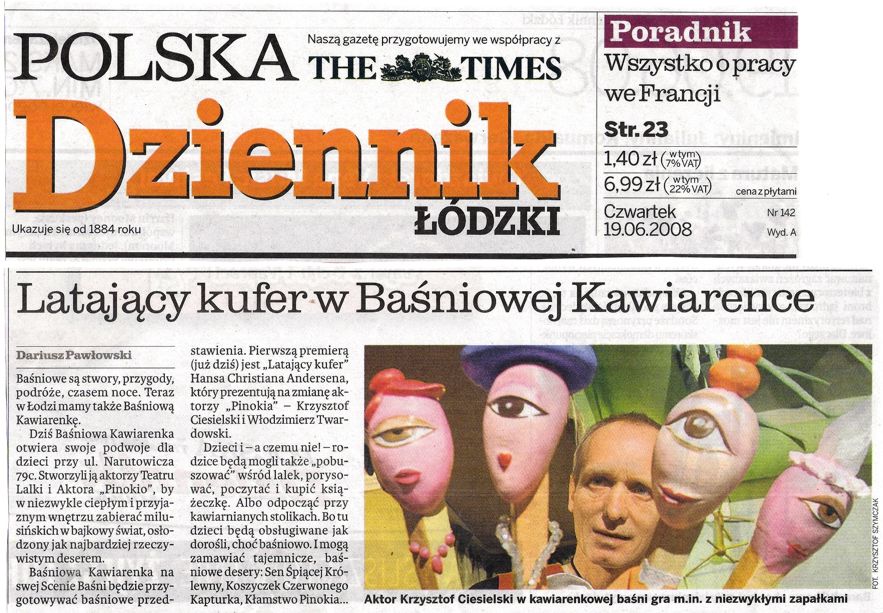 POLSKA
Naszą gazetę przygotowujemy we współpracy z
THE TIMES
Dziennik
ŁÓDZKI
Ukazuje się od 1884 roku
Poradnik
Wszystko o pracy
we Francji
Str. 23
1,40 zł (w tym 7% VAT)
6,99 zł (w tym 22% VAT) cena z płytami
Czwartek Nr 142
19.06.2008 Wyd. A
Latający kufer w Baśniowej Kawiarence
Dariusz Pawłowski
Baśniowe są stwory, przygody,
podróże, czasem noce. Teraz
w Łodzi mamy także Baśniową
Kawiarenkę.
Dziś Baśniowa Kawiarenka
otwiera swoje podwoje dla
dzieci przy ul. Narutowicza
79c. Stworzyli ją aktorzy Teatru
Lalki i Aktora „Pinokio”, by
w niezwykle ciepłym i przyja-
znym wnętrzu zabierać milu-
sińskich w bajkowy świat, osło-
dzony jak najbardziej rzeczy-
wistym deserem.
Baśniowa Kawiarenka na
swej Scenie Baśni będzie przy-
gotowywać baśniowe przed-
stawienia. Pierwszą premierą
(już dziś) jest „Latający kufer”
Hansa Christiana Andersena,
który prezentują na zmianę ak-
torzy „Pinokia” – Krzysztof
Ciesielski i Włodzimierz Twar-
dowski.
Dzieci i – a czemu nie! – ro-
dzice będą mogli także „pobu-
szować” wśród lalek, poryso-
wać, poczytać i kupić ksią-
żeczkę. Albo odpocząć przy
kawiarnianych stolikach. Bo tu
dzieci będą obsługiwane jak
dorośli, choć baśniowo. I mogą
zamawiać tajemnicze, baś-
niowe desery: Sen Śpiącej Kró-
lewny, Koszyczek Czerwonego
Kapturka, Kłamstwo Pinokia...
FOT. KRZYSZTOF SZYMCZAK
Aktor Krzysztof Ciesielski w kawiarenkowej baśni gra m.in. z niezwykłymi zapałkami